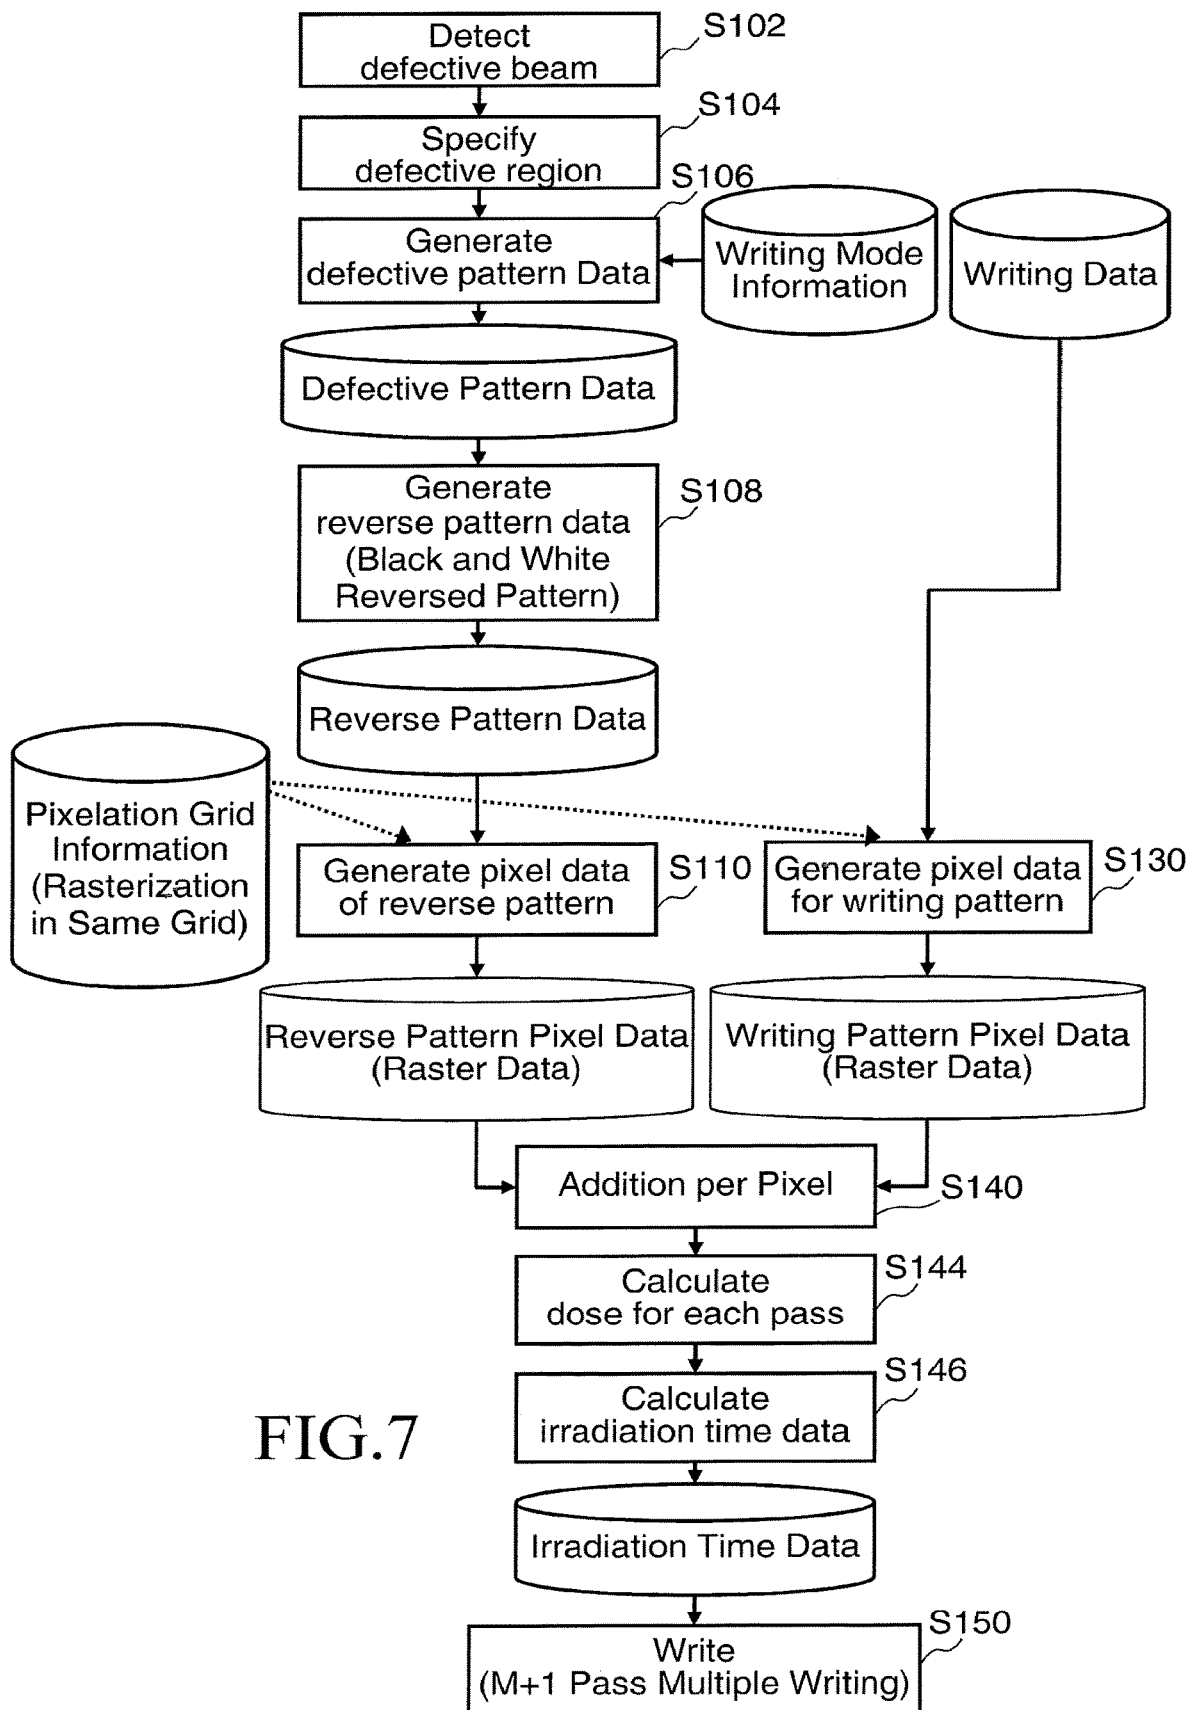 Detect
defective beam
S102
Specify
defective region
S104
S106
Generate
defective pattern Data
Writing Mode
Information
Writing Data
Defective Pattern Data
Generate
reverse pattern data
(Black and White
Reversed Pattern)
S108
Reverse Pattern Data
Pixelation Grid
Information
(Rasterization
in Same Grid)
Generate pixel data
of reverse pattern
S110
Generate pixel data
for writing pattern
S130
Reverse Pattern Pixel Data
(Raster Data)
Writing Pattern Pixel Data
(Raster Data)
Addition per Pixel
S140
Calculate
dose for each pass
S144
Calculate
irradiation time data
S146
FIG.7
Irradiation Time Data
Write
(M+1 Pass Multiple Writing)
S150